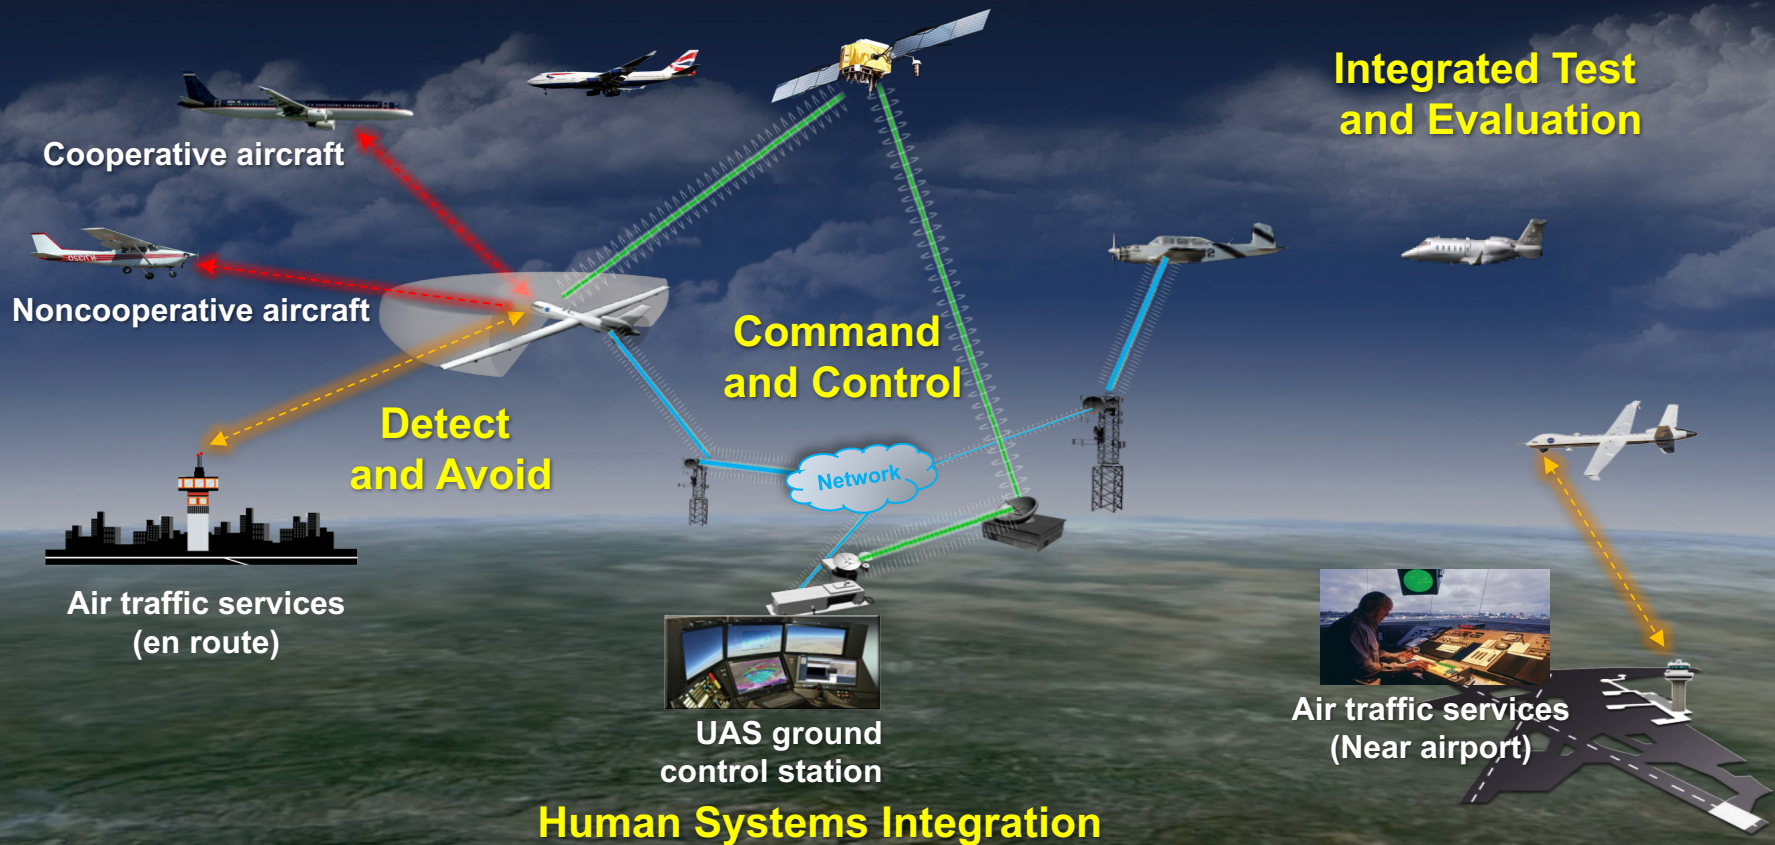 Integrated Test
and Evaluation
Cooperative aircraft
Noncooperative aircraft
Command
and Control
Detect
and Avoid
Network
Air traffic services
(en route)
UAS ground
control station
Air traffic services
(Near airport)
Human Systems Integration